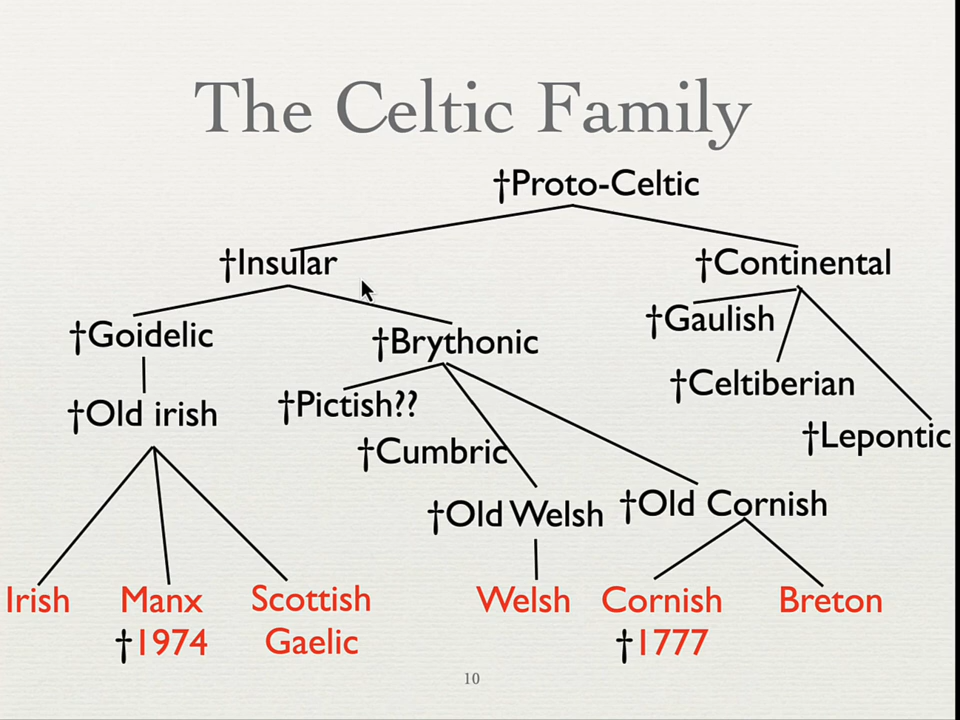 The Celtic Family
†Proto-Celtic
†Insular
†Continental
†Goidelic
†Brythonic
†Gaulish
†Old irish
†Pictish??
†Celtiberian
†Cumbric
†Lepontic
†Old Welsh
†Old Cornish
Irish
Manx
†1974
Scottish
Gaelic
Welsh
Cornish
†1777
Breton
10